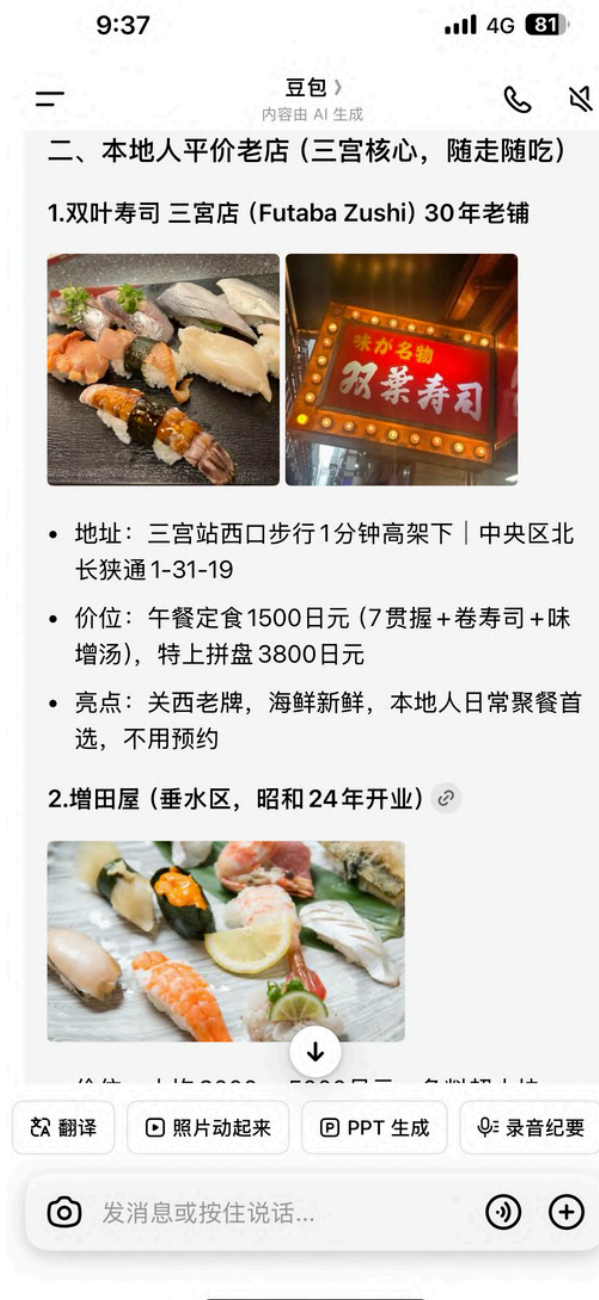 9:37
4G 81
豆包 〉
内容由 AI 生成
二、本地人平价老店（三宫核心，随走随吃）
1.双叶寿司 三宮店（Futaba Zushi）30年老铺
味が名物
双葉寿司
• 地址：三宫站西口步行1分钟高架下｜中央区北
长狭通1-31-19
• 价位：午餐定食1500日元（7贯握+卷寿司+味
增汤），特上拼盘3800日元
• 亮点：关西老牌，海鲜新鲜，本地人日常聚餐首
选，不用预约
2.增田屋（垂水区，昭和24年开业）
翻译
照片动起来
PPT 生成
录音纪要
发消息或按住说话...